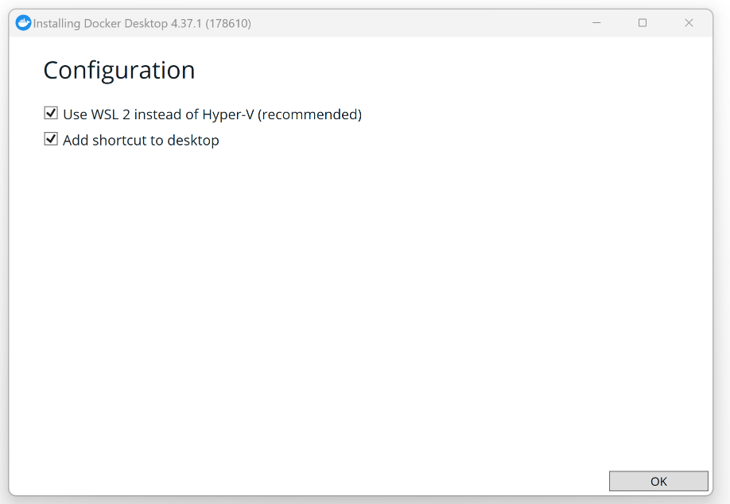 Installing Docker Desktop 4.37.1 (178610)
Configuration
Use WSL 2 instead of Hyper-V (recommended)
Add shortcut to desktop
OK